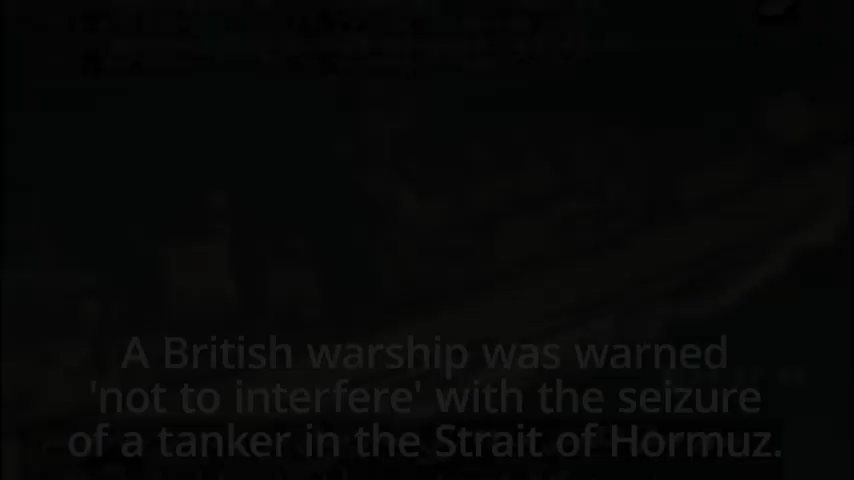 A British warship was warned
'not to interfere' with the seizure
of a tanker in the Strait of Hormuz.